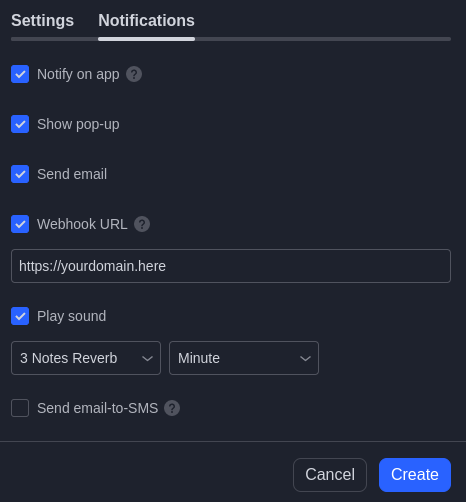 Settings Notifications
Notify on app ?
Show pop-up
Send email
Webhook URL ?
https://yourdomain.here
Play sound
3 Notes Reverb Minute
Send email-to-SMS ?
Cancel Create